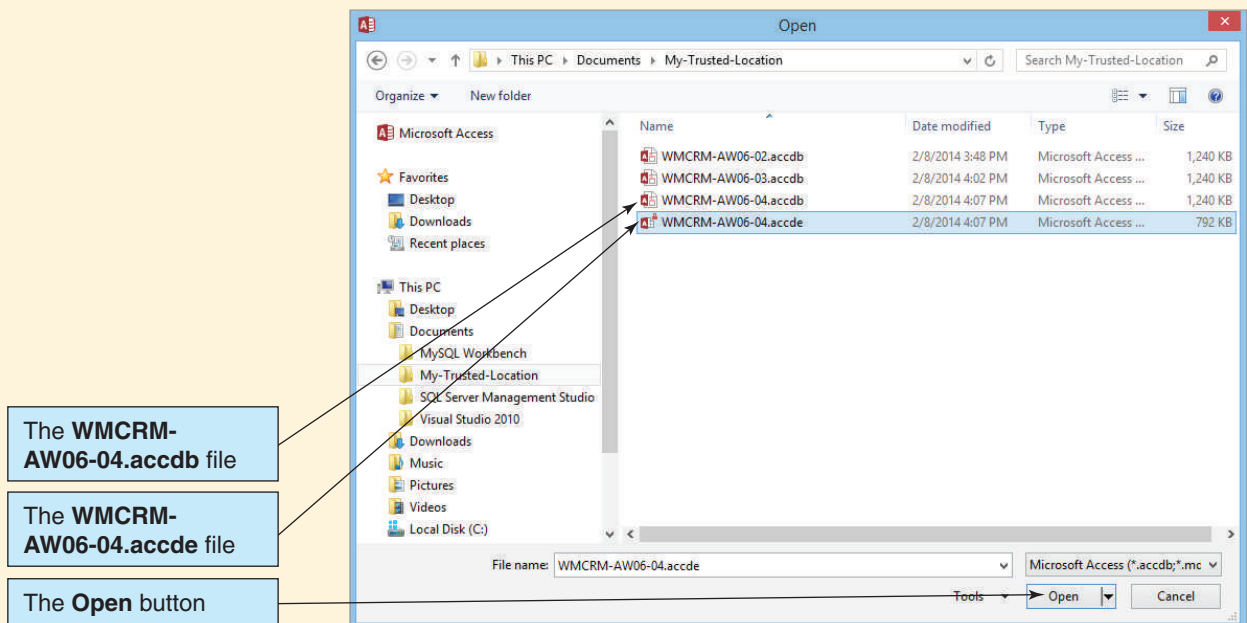 Open
This PC Documents My-Trusted-Location
Search My-Trusted-Location
Organize New folder
Microsoft Access
Favorites
Desktop
Downloads
Recent places
This PC
Desktop
Documents
MySQL Workbench
My-Trusted-Location
SQL Server Management Studio
Visual Studio 2010
Downloads
Music
Pictures
Videos
Local Disk (C:)
Name Date modified Type Size
WMCRM-AW06-02.accdb 2/8/2014 3:48 PM Microsoft Access ... 1,240 KB
WMCRM-AW06-03.accdb 2/8/2014 4:02 PM Microsoft Access ... 1,240 KB
WMCRM-AW06-04.accdb 2/8/2014 4:07 PM Microsoft Access ... 1,240 KB
WMCRM-AW06-04.accde 2/8/2014 4:07 PM Microsoft Access ... 792 KB
File name: WMCRM-AW06-04.accde
Microsoft Access (*.accdb;*.mc
Tools Open Cancel
The WMCRM-
AW06-04.accdb file
The WMCRM-
AW06-04.accde file
The Open button